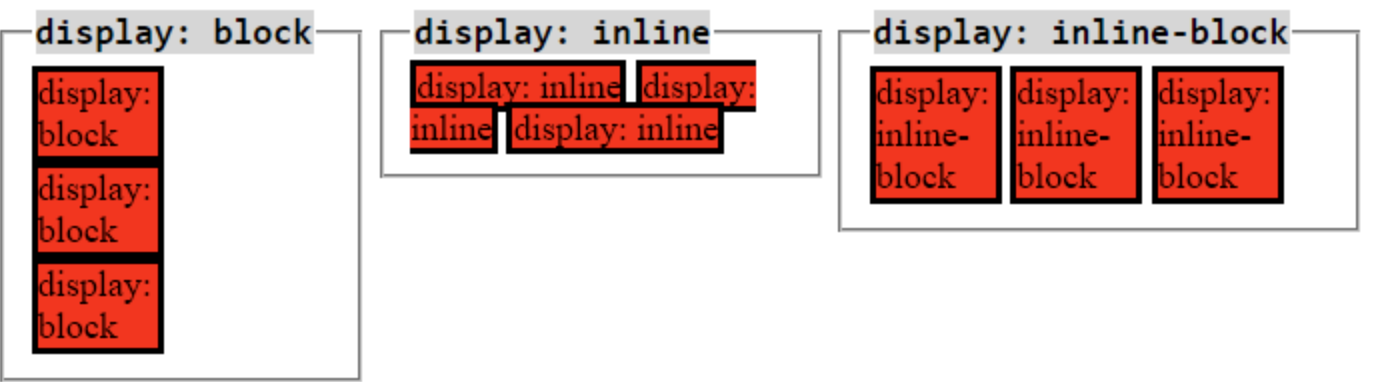 display: block
display:
block
display:
block
display:
block
display: inline
display: inline display:
inline display: inline
display: inline-block
display: display: display:
inline- inline- inline-
block block block